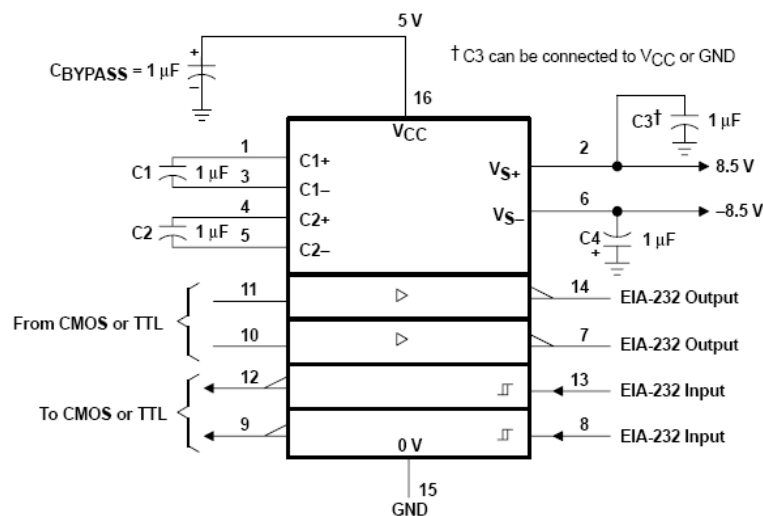 5 V
† C3 can be connected to VCC or GND
CBYPASS = 1 µF
+
–
16
VCC
C3† 1 µF
1
C1+
2
VS+
8.5 V
C1 1 µF
3
C1–
4
C2+
6
VS–
–8.5 V
C2 1 µF
5
C2–
C4
+
1 µF
11
14
EIA-232 Output
From CMOS or TTL
10
7
EIA-232 Output
12
13
EIA-232 Input
To CMOS or TTL
9
8
EIA-232 Input
0 V
15
GND